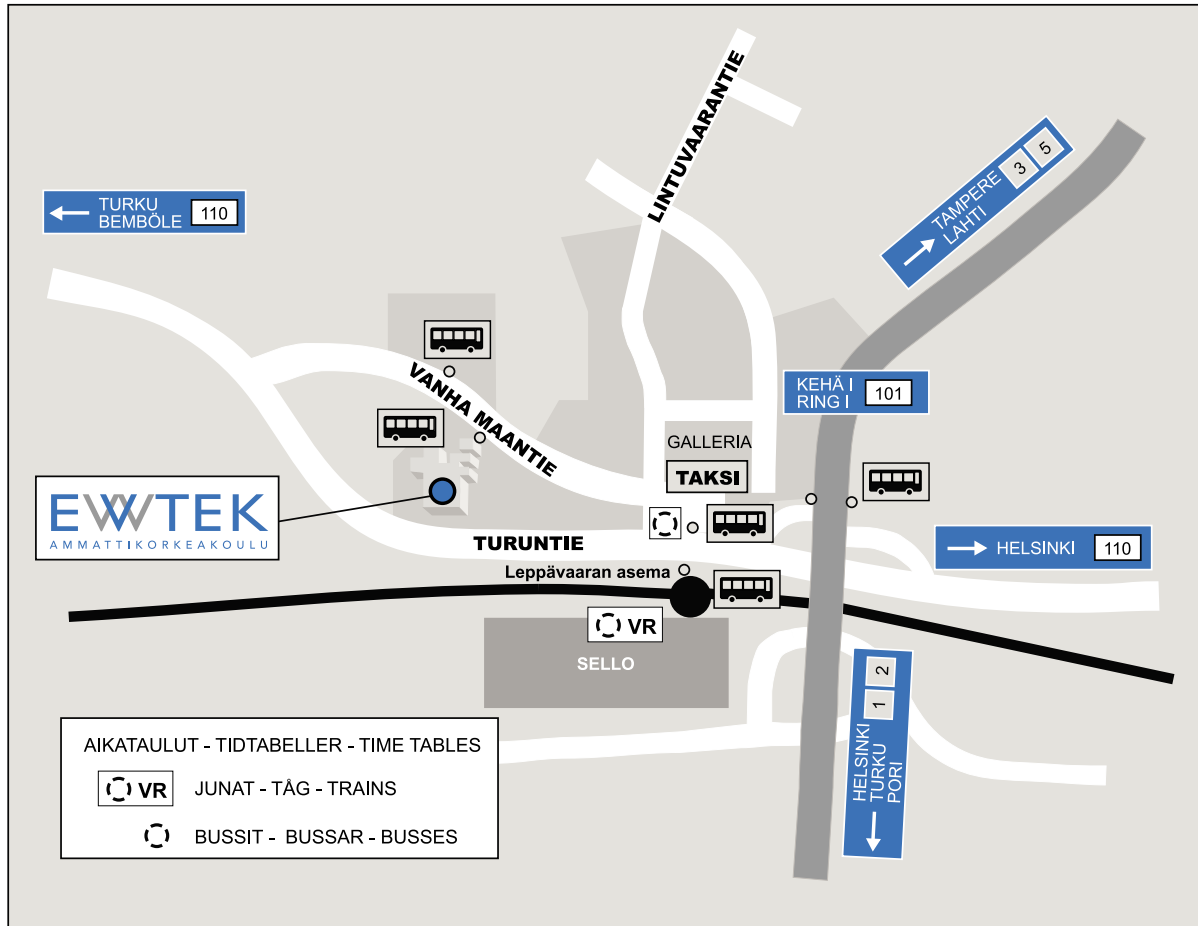 LINTUVAARANTIE
TAMPERE
LAHTI
3
5
TURKU
BEMBÖLE
110
VANHA MAANTIE
KEHÄ I
RING I
101
GALLERIA
TAKSI
EVTEK
AMMATTIKORKEAKOULU
TURUNTIE
HELSINKI
110
Leppävaaran asema
VR
SELLO
HELSINKI
TURKU
PORI
1
2
AIKATAULUT - TIDTABELLER - TIME TABLES
VR
JUNAT - TÅG - TRAINS
BUSSIT - BUSSAR - BUSSES